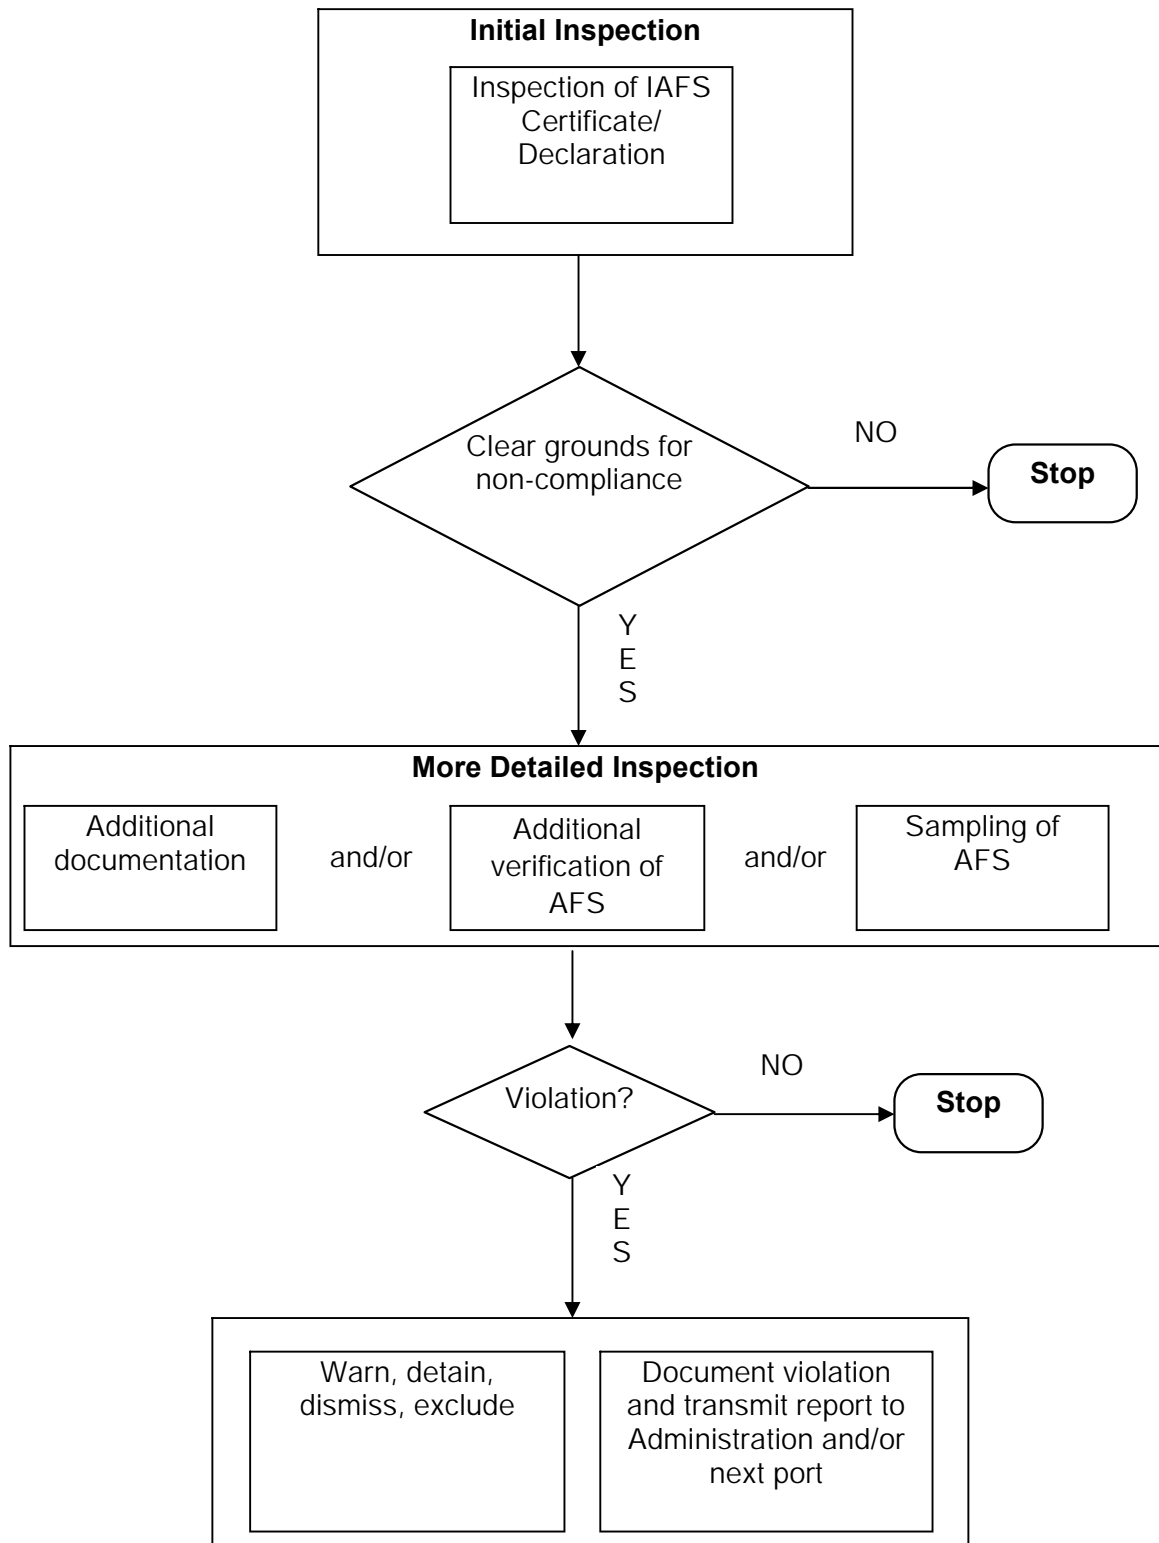 Initial Inspection
Inspection of IAFS
Certificate/
Declaration
Clear grounds for
non-compliance
NO
Stop
Y
E
S
More Detailed Inspection
Additional
documentation
and/or
Additional
verification of
AFS
and/or
Sampling of
AFS
Violation?
NO
Stop
Y
E
S
Warn, detain,
dismiss, exclude
Document violation
and transmit report to
Administration and/or
next port